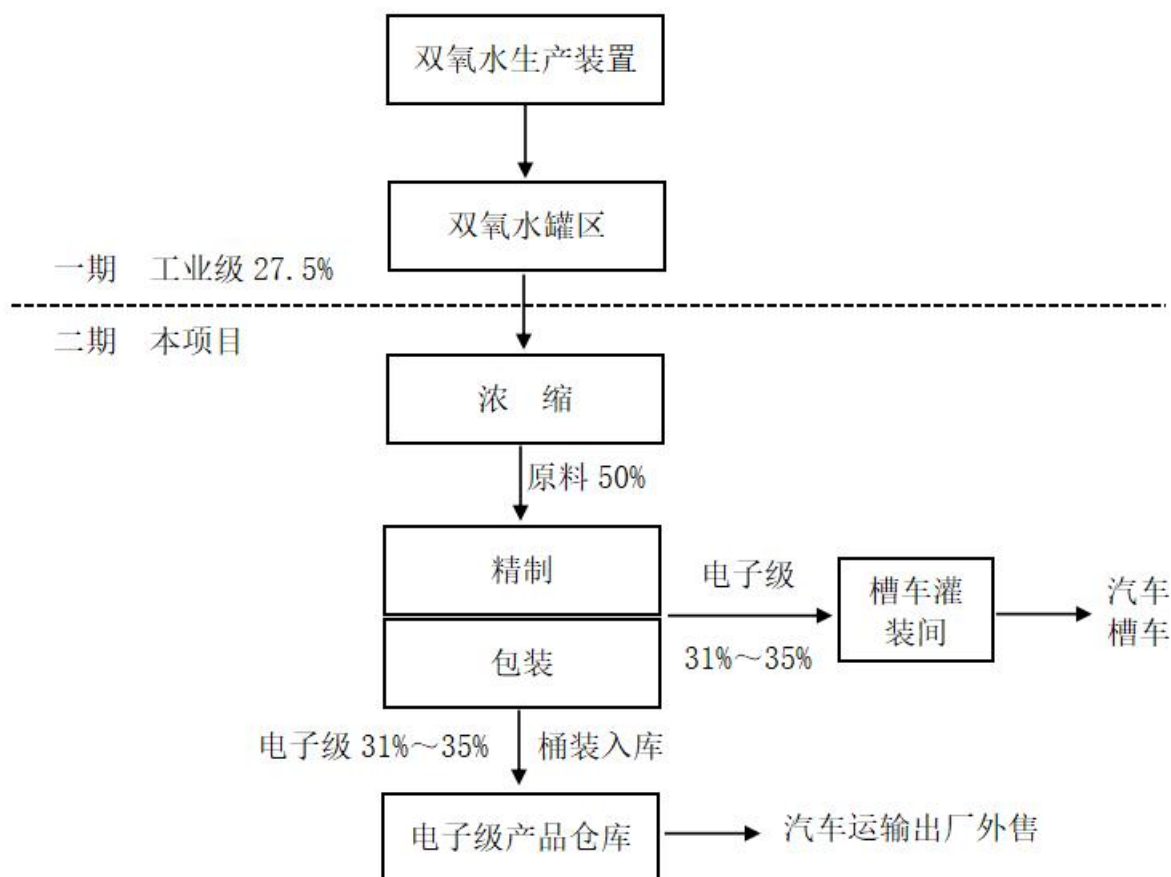 双氧水生产装置
双氧水罐区
一期 工业级 27.5%
二期 本项目
浓 缩
原料 50%
精制
电子级
31%～35%
槽车灌
装间
汽车
槽车
包装
电子级 31%～35%
桶装入库
电子级产品仓库
汽车运输出厂外售